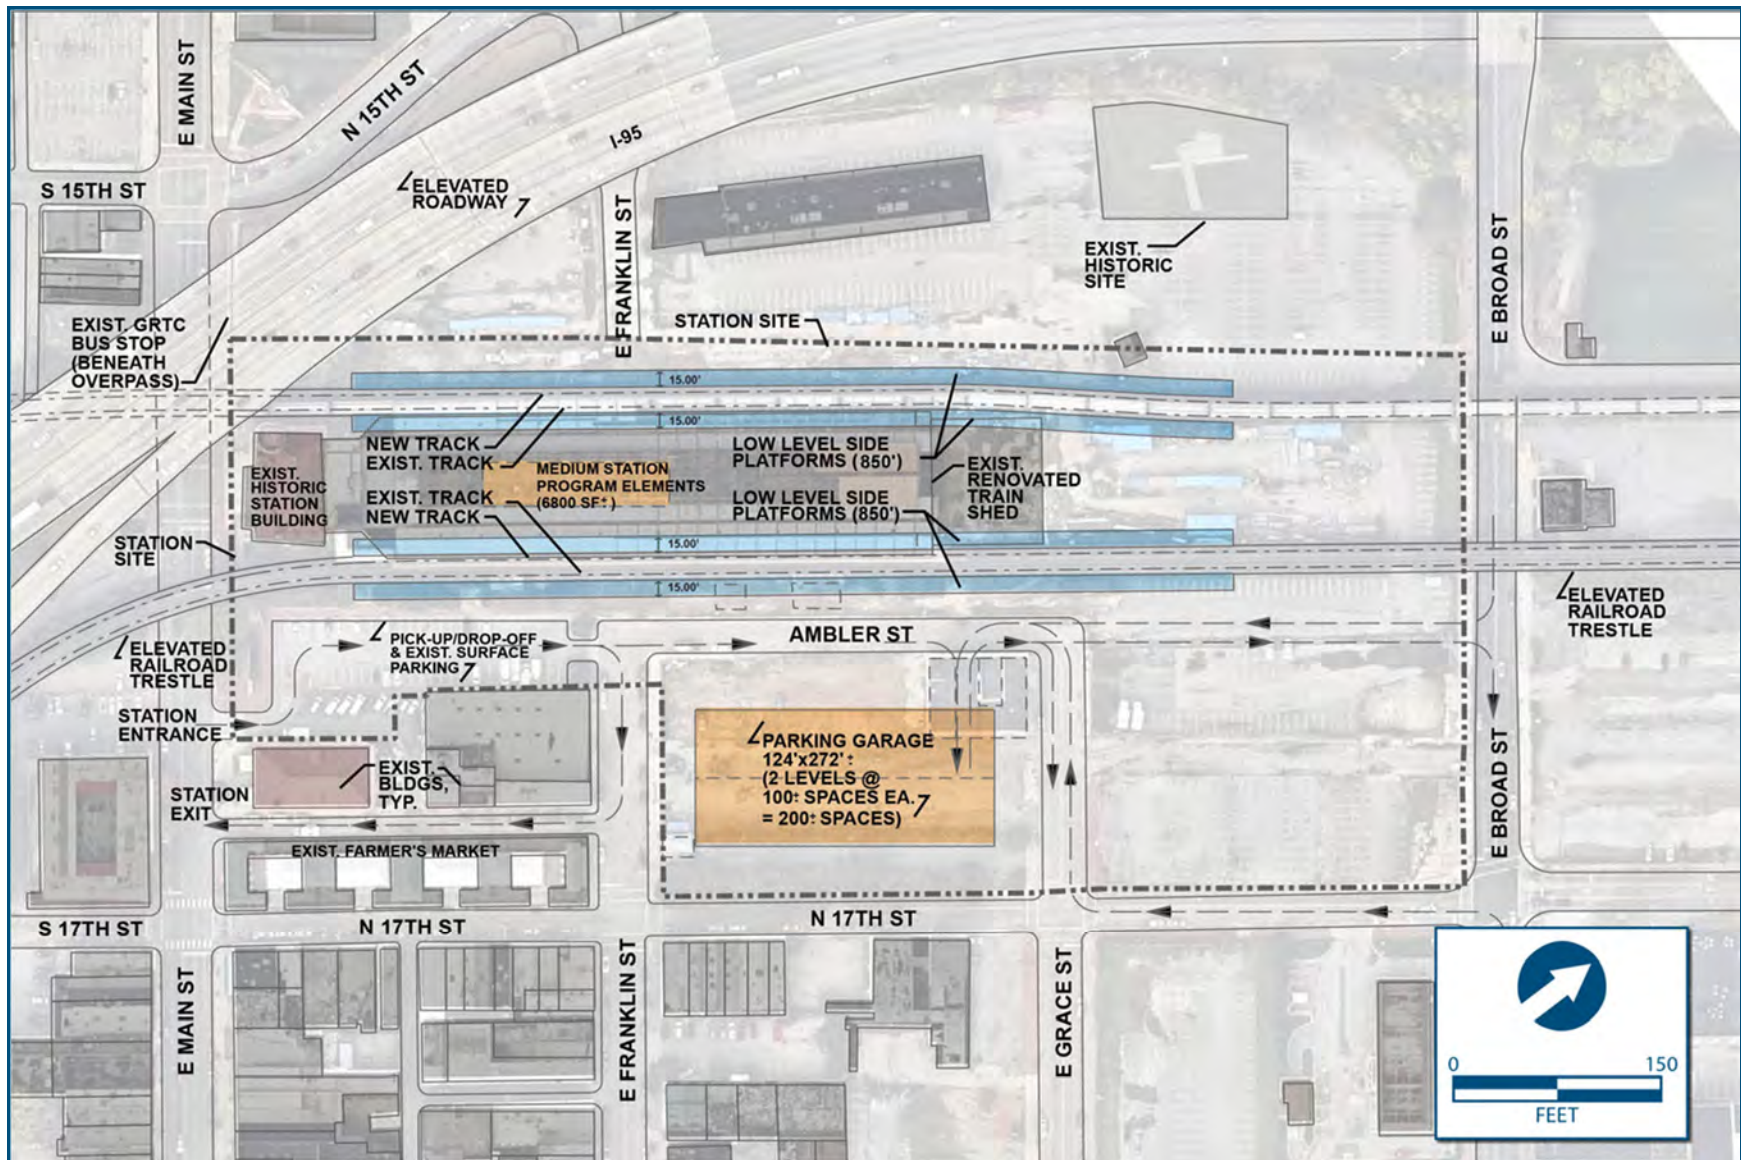 E MAIN ST
N 15TH ST
I-95
S 15TH ST
ELEVATED
ROADWAY
E FRANKLIN ST
EXIST.
HISTORIC
SITE
E BROAD ST
EXIST. GRTC
BUS STOP
(BENEATH
OVERPASS)
STATION SITE
15.00'
15.00'
NEW TRACK
EXIST. TRACK
LOW LEVEL SIDE
PLATFORMS (850')
EXIST.
HISTORIC
STATION
BUILDING
MEDIUM STATION
PROGRAM ELEMENTS
(6800 SF±)
EXIST.
RENOVATED
TRAIN
SHED
EXIST. TRACK
NEW TRACK
LOW LEVEL SIDE
PLATFORMS (850')
STATION
SITE
15.00'
15.00'
ELEVATED
RAILROAD
TRESTLE
ELEVATED
RAILROAD
TRESTLE
PICK-UP/DROP-OFF
& EXIST. SURFACE
PARKING
AMBLER ST
STATION
ENTRANCE
PARKING GARAGE
124'x272' ±
(2 LEVELS @
100± SPACES EA.
= 200± SPACES)
EXIST.
BLDGS,
TYP.
STATION
EXIT
E BROAD ST
EXIST. FARMER'S MARKET
S 17TH ST
N 17TH ST
N 17TH ST
E MAIN ST
E FRANKLIN ST
E GRACE ST
0 150
FEET